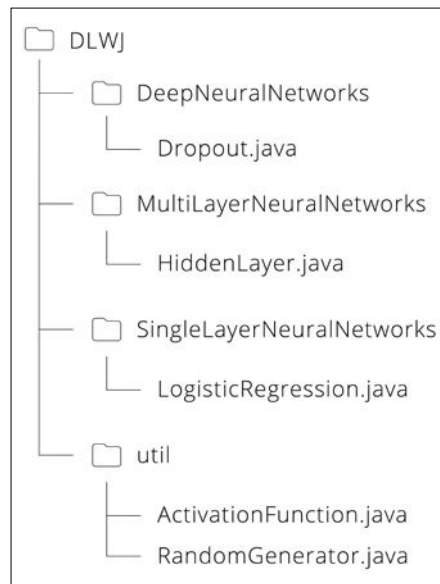 DLWJ
DeepNeuralNetworks
Dropout.java
MultiLayerNeuralNetworks
HiddenLayer.java
SingleLayerNeuralNetworks
LogisticRegression.java
util
ActivationFunction.java
RandomGenerator.java